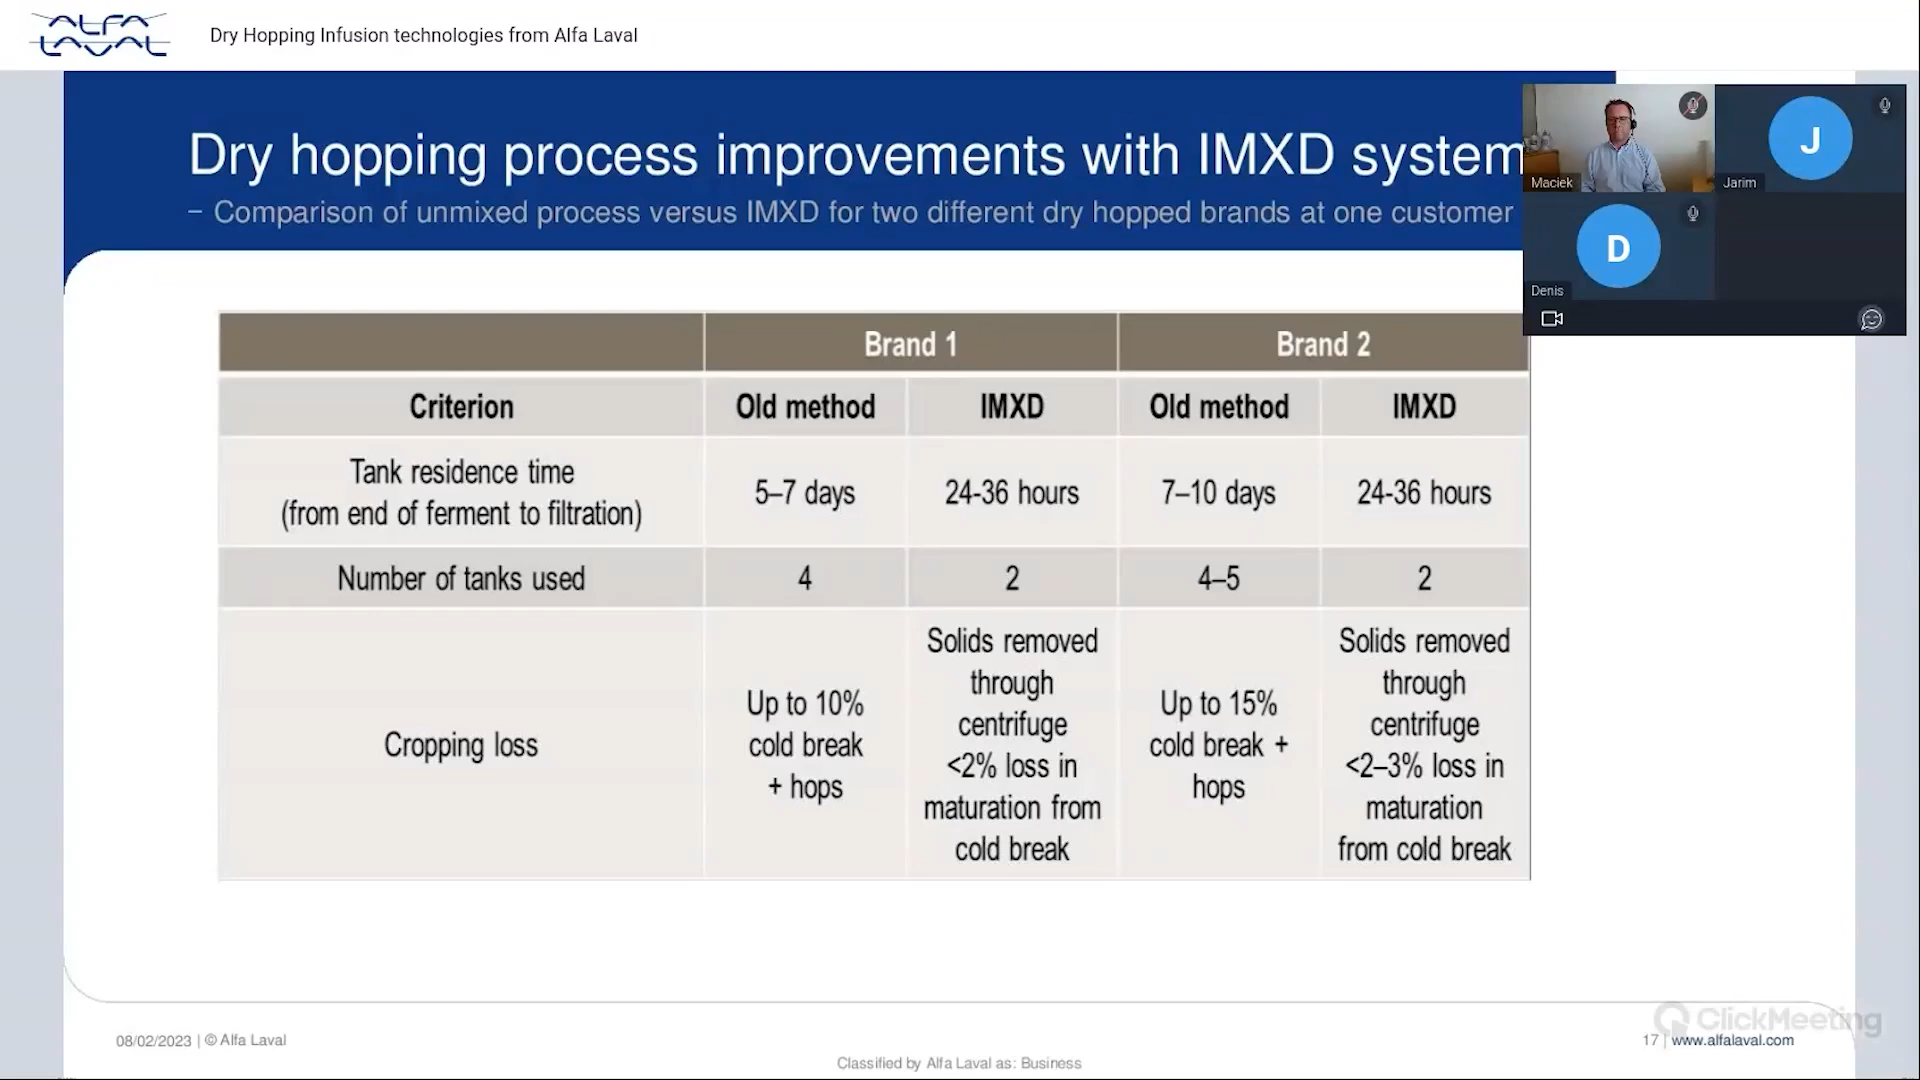 ALFA
LAVAL
Dry Hopping Infusion technologies from Alfa Laval
Dry hopping process improvements with IMXD system
– Comparison of unmixed process versus IMXD for two different dry hopped brands at one customer
Maciek
J
Jarim
D
Denis
Brand 1
Brand 2
Criterion
Old method
IMXD
Old method
IMXD
Tank residence time
(from end of ferment to filtration)
5–7 days
24-36 hours
7–10 days
24-36 hours
Number of tanks used
4
2
4–5
2
Cropping loss
Up to 10%
cold break
+ hops
Solids removed
through
centrifuge
<2% loss in
maturation from
cold break
Up to 15%
cold break +
hops
Solids removed
through
centrifuge
<2–3% loss in
maturation
from cold break
08/02/2023 | © Alfa Laval
ClickMeeting
17 | www.alfalaval.com
Classified by Alfa Laval as: Business